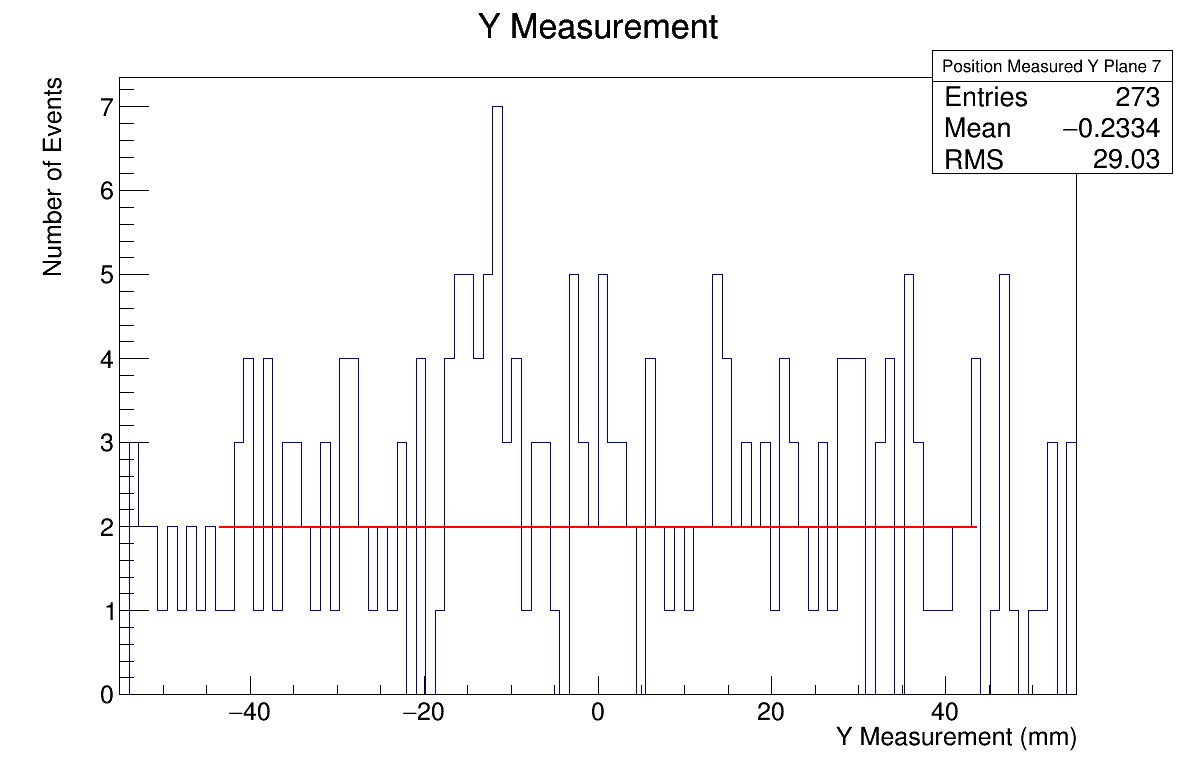 Y Measurement
Position Measured Y Plane 7
Entries 273
Mean −0.2334
RMS 29.03
Number of Events
7
6
5
4
3
2
1
0
−40 −20 0 20 40
Y Measurement (mm)